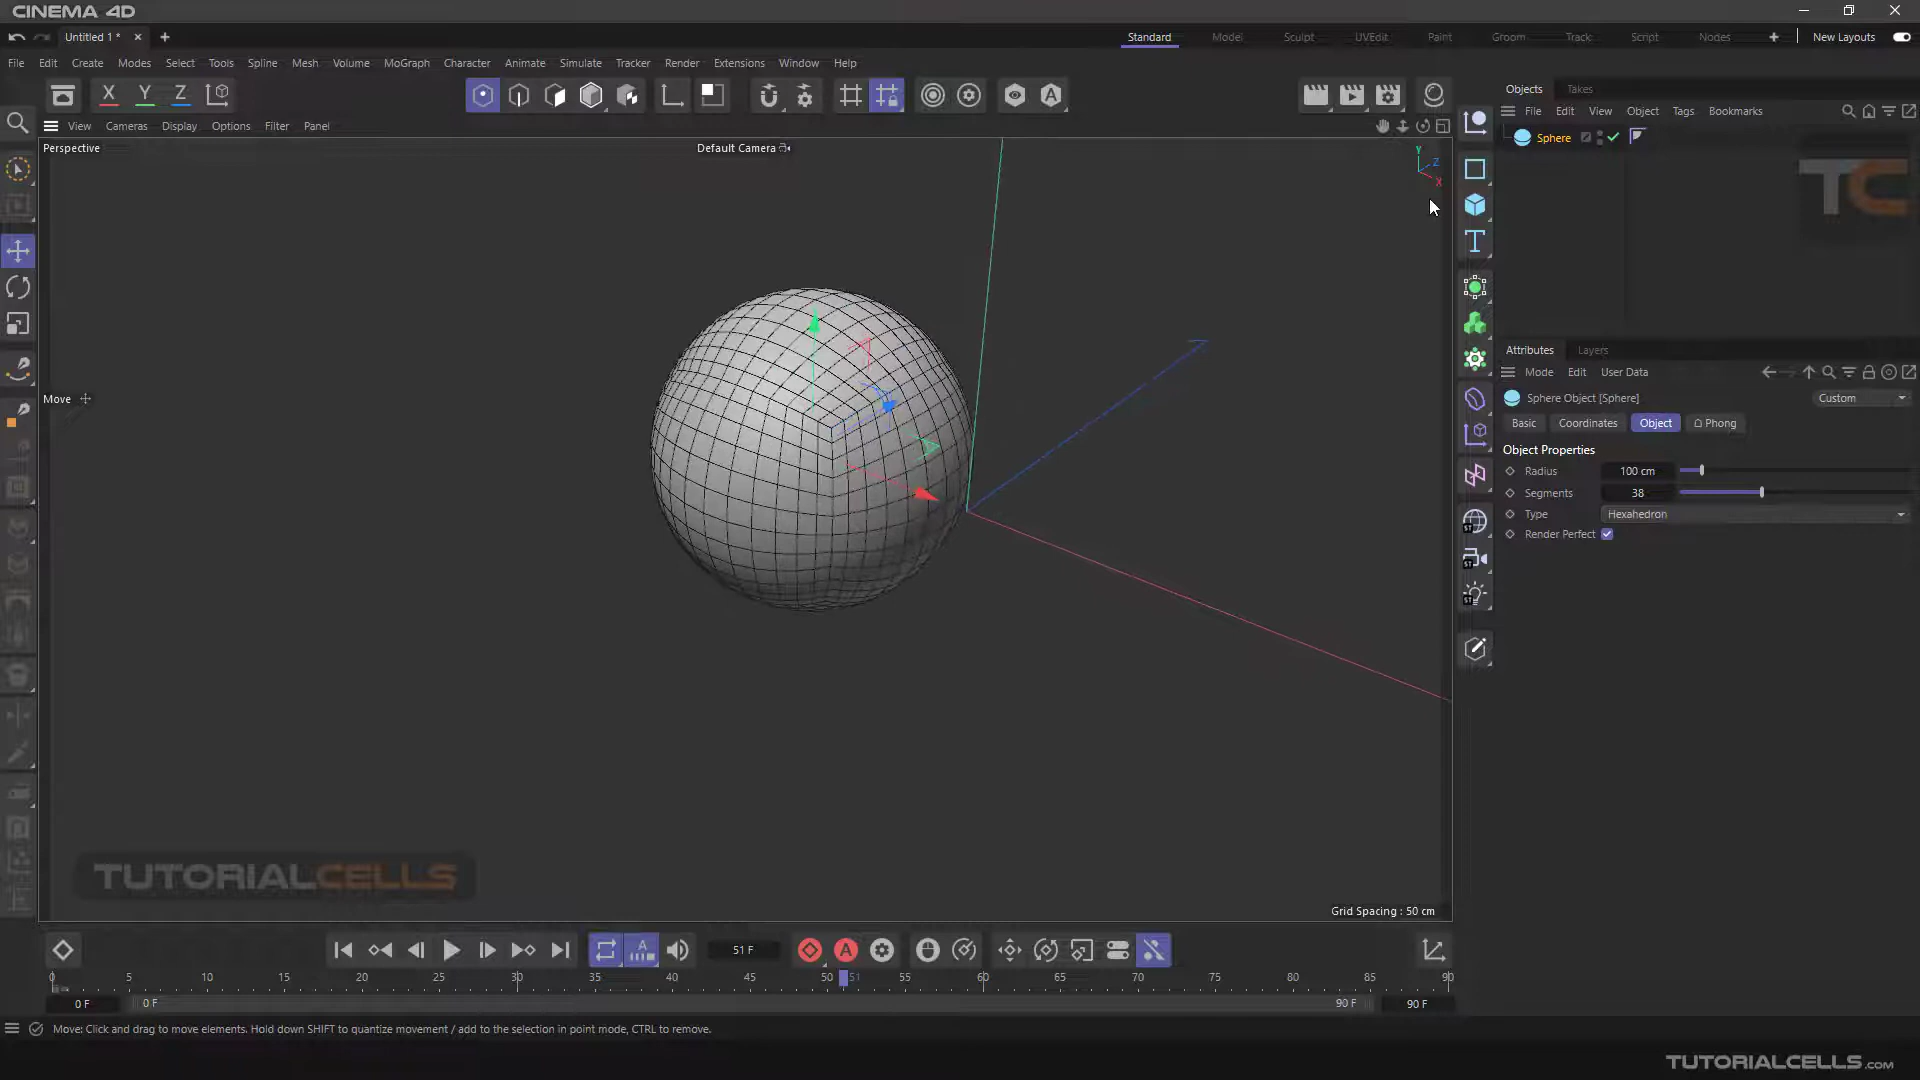 CINEMA 4D
Untitled 1 *
Standard Model Sculpt UVEdit Paint Groom Track Script Nodes New Layouts
File Edit Create Modes Select Tools Spline Mesh Volume MoGraph Character Animate Simulate Tracker Render Extensions Window Help
X Y Z
Objects Takes
File Edit View Object Tags Bookmarks
View Cameras Display Options Filter Panel
Sphere
Perspective
Default Camera
Y
Z
X
TC
Attributes Layers
Mode Edit User Data
Sphere Object [Sphere]
Custom
Move
Basic Coordinates Object Phong
Object Properties
Radius 100 cm
Segments 38
Type Hexahedron
Render Perfect
TUTORIALCELLS
Grid Spacing : 50 cm
51 F
0 5 10 15 20 25 30 35 40 45 50 51 55 60 65 70 75 80 85 90
0 F 0 F 90 F 90 F
Move: Click and drag to move elements. Hold down SHIFT to quantize movement / add to the selection in point mode, CTRL to remove.
TUTORIALCELLS.com